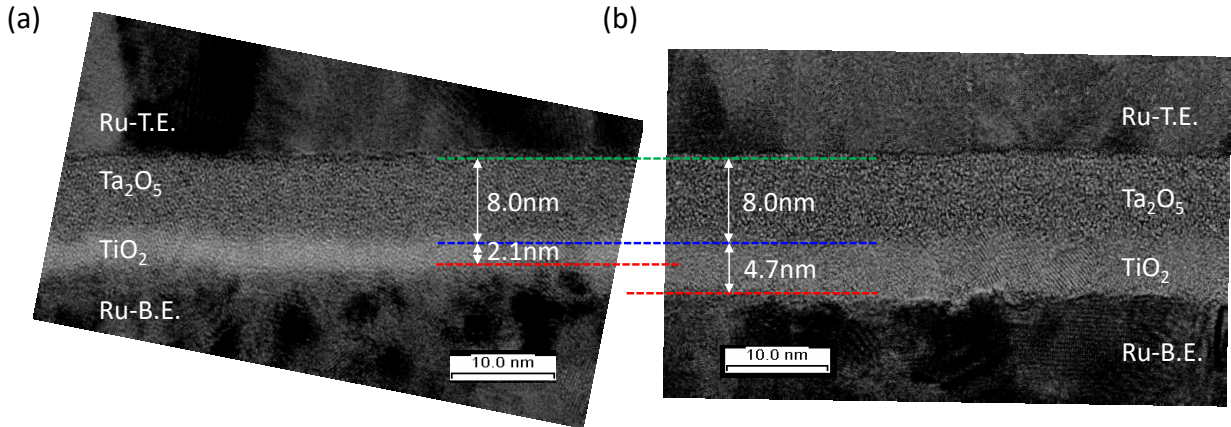 (a)
Ru-T.E.
Ta₂O₅
TiO₂
Ru-B.E.
8.0nm
2.1nm
10.0 nm
(b)
Ru-T.E.
8.0nm
Ta₂O₅
4.7nm
TiO₂
Ru-B.E.
10.0 nm